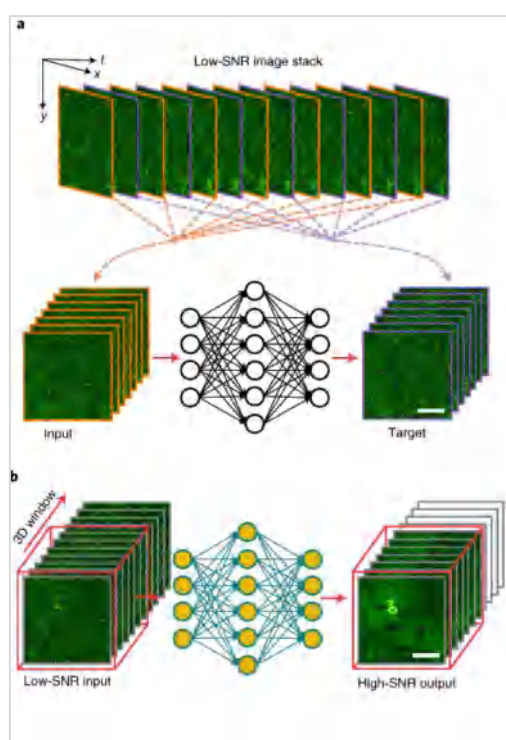 a
Low-SNR image stack
t
x
y
Input
Target
b
3D window
Low-SNR input
High-SNR output